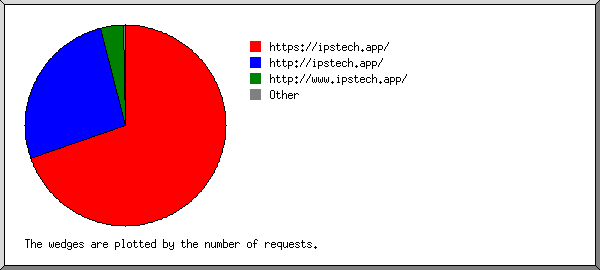 https://ipstech.app/
http://ipstech.app/
http://www.ipstech.app/
Other
The wedges are plotted by the number of requests.